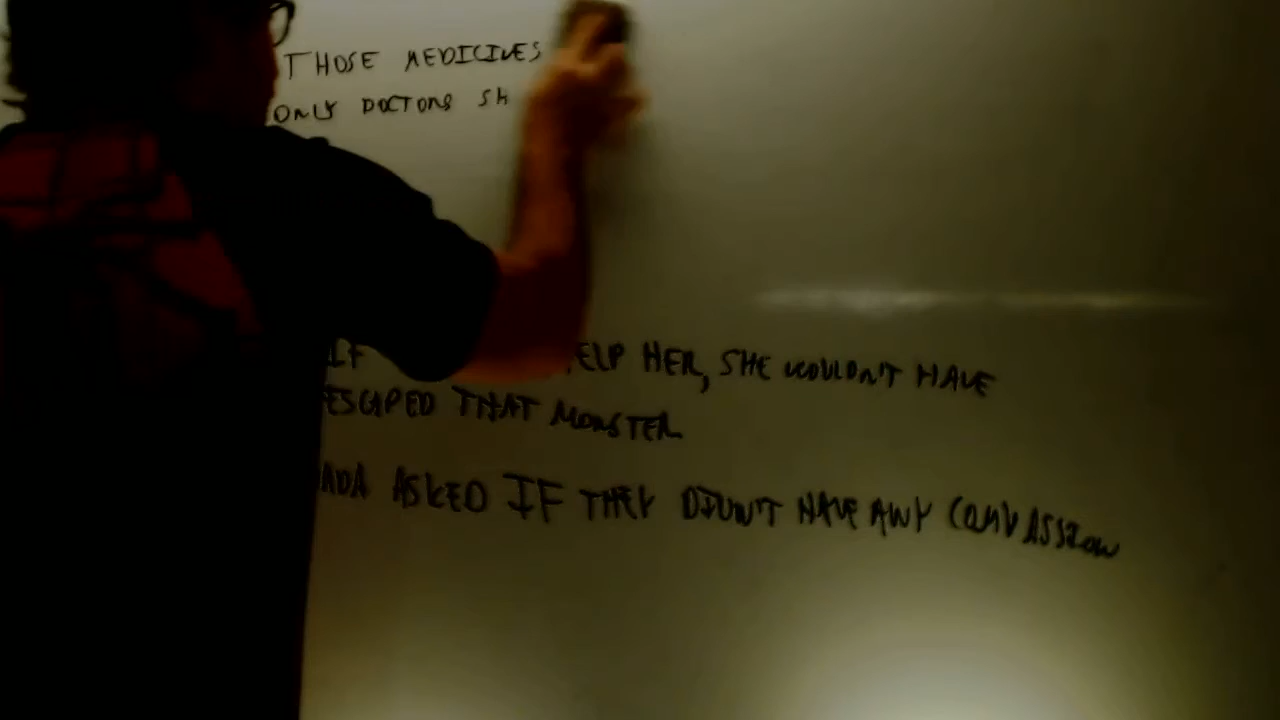 THOSE MEDICINES
ONLY DOCTORS SH
IF ELP HER, SHE WOULDN'T HAVE
ESCAPED THAT MONSTER.
ADA ASKED IF THEY DIDN'T HAVE ANY COMPASSION